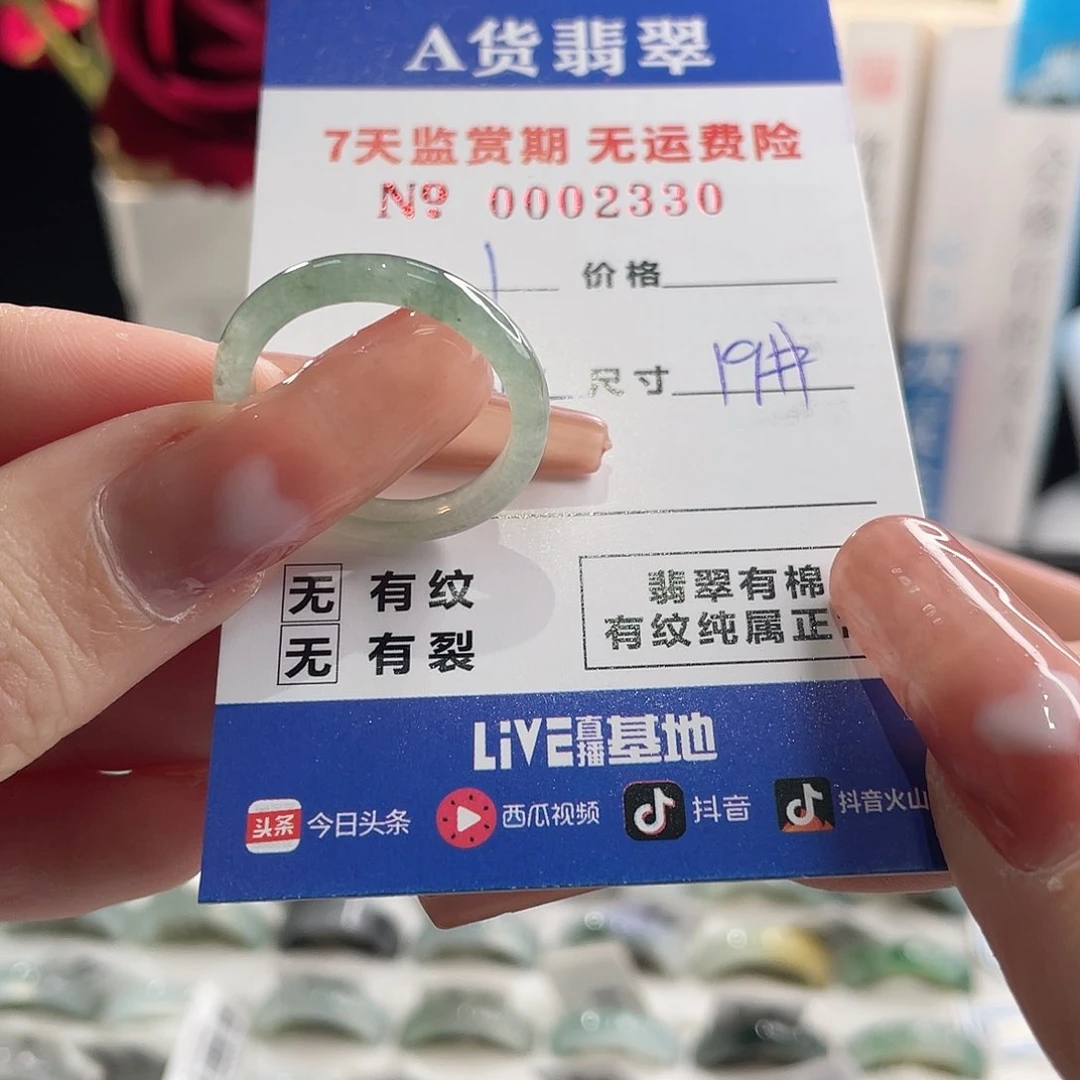 A货翡翠
7天监赏期 无运费险
№ 0002330
价格
尺寸 19#
无 有纹
无 有裂
翡翠有棉
有纹纯属正
LiVE直播基地
头条 今日头条 西瓜视频 抖音 抖音火山